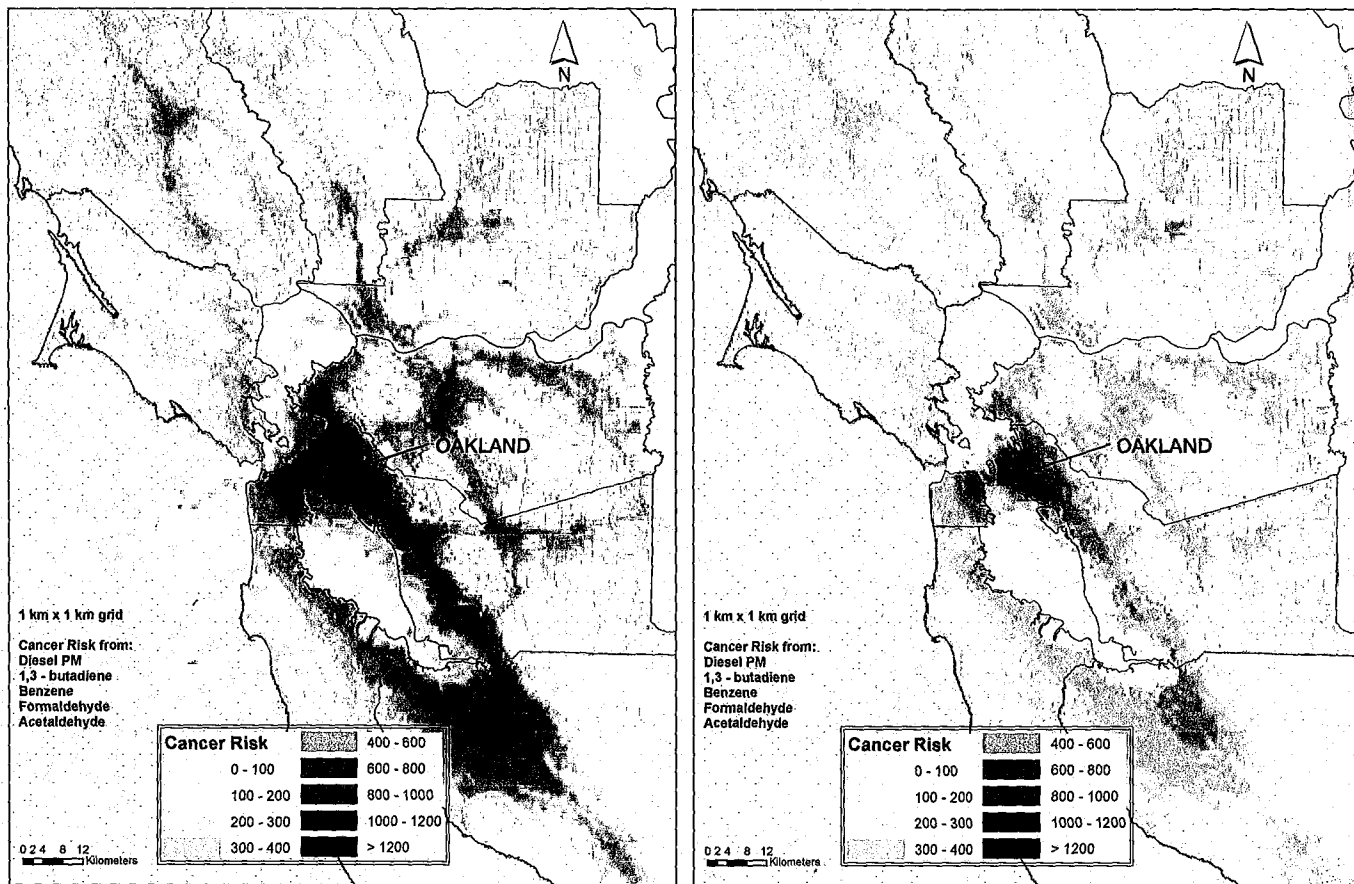 N
OAKLAND
1 km x 1 km grid
Cancer Risk from:
Diesel PM
1,3 - butadiene
Benzene
Formaldehyde
Acetaldehyde
Cancer Risk
0 - 100
100 - 200
200 - 300
300 - 400
400 - 600
600 - 800
800 - 1000
1000 - 1200
> 1200
0 2 4 8 12
Kilometers
N
OAKLAND
1 km x 1 km grid
Cancer Risk from:
Diesel PM
1,3 - butadiene
Benzene
Formaldehyde
Acetaldehyde
Cancer Risk
0 - 100
100 - 200
200 - 300
300 - 400
400 - 600
600 - 800
800 - 1000
1000 - 1200
> 1200
0 2 4 8 12
Kilometers